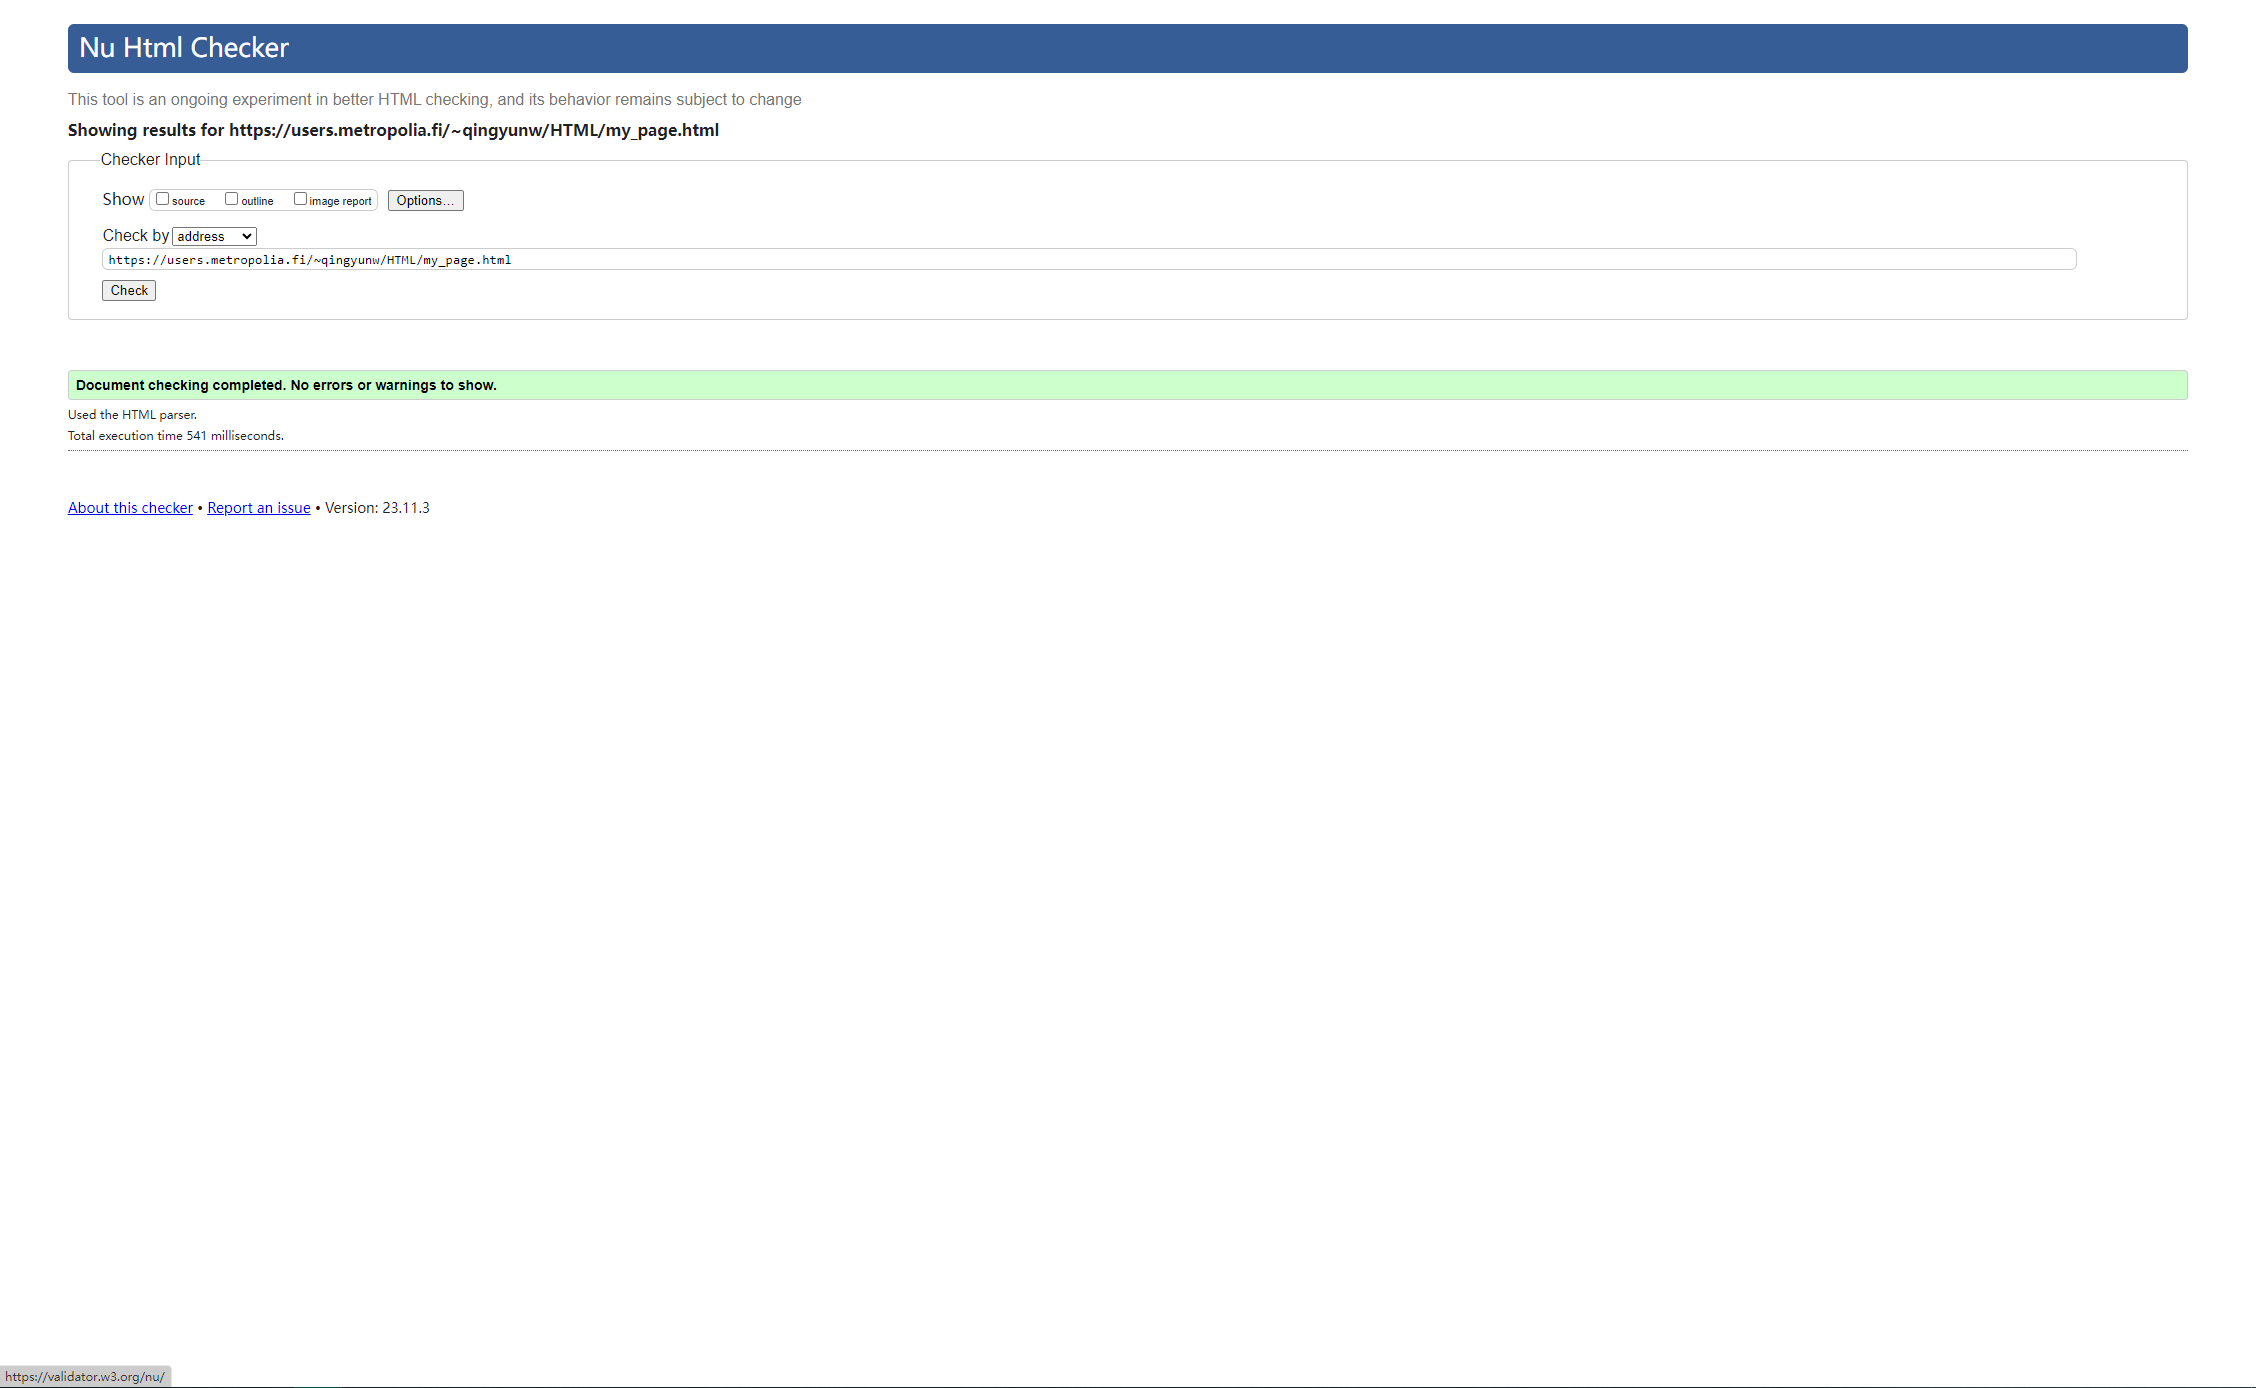 Nu Html Checker
This tool is an ongoing experiment in better HTML checking, and its behavior remains subject to change
Showing results for https://users.metropolia.fi/~qingyunw/HTML/my_page.html
Checker Input
Show source outline image report Options...
Check by address
https://users.metropolia.fi/~qingyunw/HTML/my_page.html
Check
Document checking completed. No errors or warnings to show.
Used the HTML parser.
Total execution time 541 milliseconds.
About this checker • Report an issue • Version: 23.11.3
https://validator.w3.org/nu/